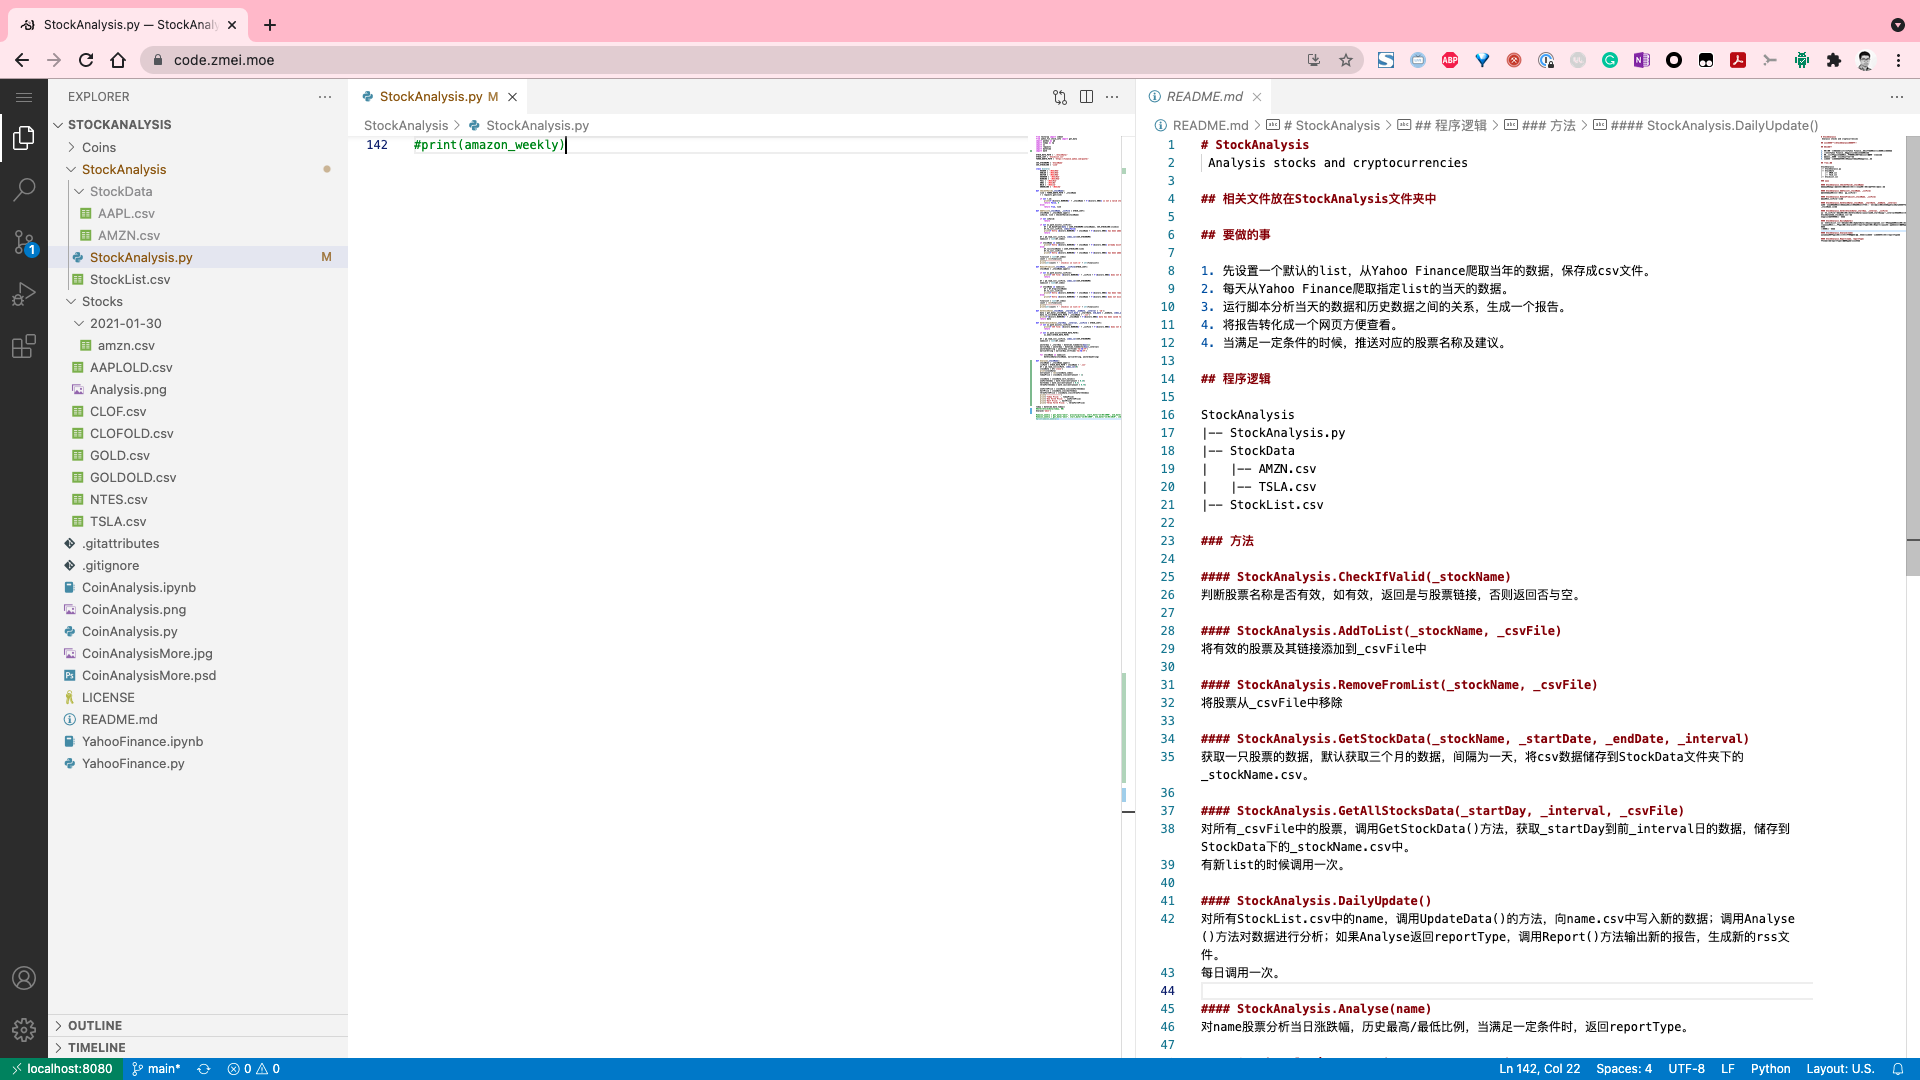 StockAnalysis.py — StockAnaly
code.zmei.moe
EXPLORER
STOCKANALYSIS
Coins
StockAnalysis
StockData
AAPL.csv
AMZN.csv
StockAnalysis.py M
StockList.csv
Stocks
2021-01-30
amzn.csv
AAPLOLD.csv
Analysis.png
CLOF.csv
CLOFOLD.csv
GOLD.csv
GOLDOLD.csv
NTES.csv
TSLA.csv
.gitattributes
.gitignore
CoinAnalysis.ipynb
CoinAnalysis.png
CoinAnalysis.py
CoinAnalysisMore.jpg
CoinAnalysisMore.psd
LICENSE
README.md
YahooFinance.ipynb
YahooFinance.py
OUTLINE
TIMELINE
1
StockAnalysis.py M
StockAnalysis > StockAnalysis.py
142 #print(amazon_weekly)
README.md
README.md > # StockAnalysis > ## 程序逻辑 > ### 方法 > #### StockAnalysis.DailyUpdate()
1 # StockAnalysis
2 Analysis stocks and cryptocurrencies
3
4 ## 相关文件放在StockAnalysis文件夹中
5
6 ## 要做的事
7
8 1. 先设置一个默认的list，从Yahoo Finance爬取当年的数据，保存成csv文件。
9 2. 每天从Yahoo Finance爬取指定list的当天的数据。
10 3. 运行脚本分析当天的数据和历史数据之间的关系，生成一个报告。
11 4. 将报告转化成一个网页方便查看。
12 4. 当满足一定条件的时候，推送对应的股票名称及建议。
13
14 ## 程序逻辑
15
16 StockAnalysis
17 |-- StockAnalysis.py
18 |-- StockData
19 |   |-- AMZN.csv
20 |   |-- TSLA.csv
21 |-- StockList.csv
22
23 ### 方法
24
25 #### StockAnalysis.CheckIfValid(_stockName)
26 判断股票名称是否有效，如有效，返回是与股票链接，否则返回否与空。
27
28 #### StockAnalysis.AddToList(_stockName, _csvFile)
29 将有效的股票及其链接添加到_csvFile中
30
31 #### StockAnalysis.RemoveFromList(_stockName, _csvFile)
32 将股票从_csvFile中移除
33
34 #### StockAnalysis.GetStockData(_stockName, _startDate, _endDate, _interval)
35 获取一只股票的数据，默认获取三个月的数据，间隔为一天，将csv数据储存到StockData文件夹下的
_stockName.csv。
36
37 #### StockAnalysis.GetAllStocksData(_startDay, _interval, _csvFile)
38 对所有_csvFile中的股票，调用GetStockData()方法，获取_startDay到前_interval日的数据，储存到
StockData下的_stockName.csv中。
39 有新list的时候调用一次。
40
41 #### StockAnalysis.DailyUpdate()
42 对所有StockList.csv中的name，调用UpdateData()的方法，向name.csv中写入新的数据；调用Analyse
()方法对数据进行分析；如果Analyse返回reportType，调用Report()方法输出新的报告，生成新的rss文
件。
43 每日调用一次。
44
45 #### StockAnalysis.Analyse(name)
46 对name股票分析当日涨跌幅，历史最高/最低比例，当满足一定条件时，返回reportType。
47
localhost:8080 main* 0 0 Ln 142, Col 22 Spaces: 4 UTF-8 LF Python Layout: U.S.